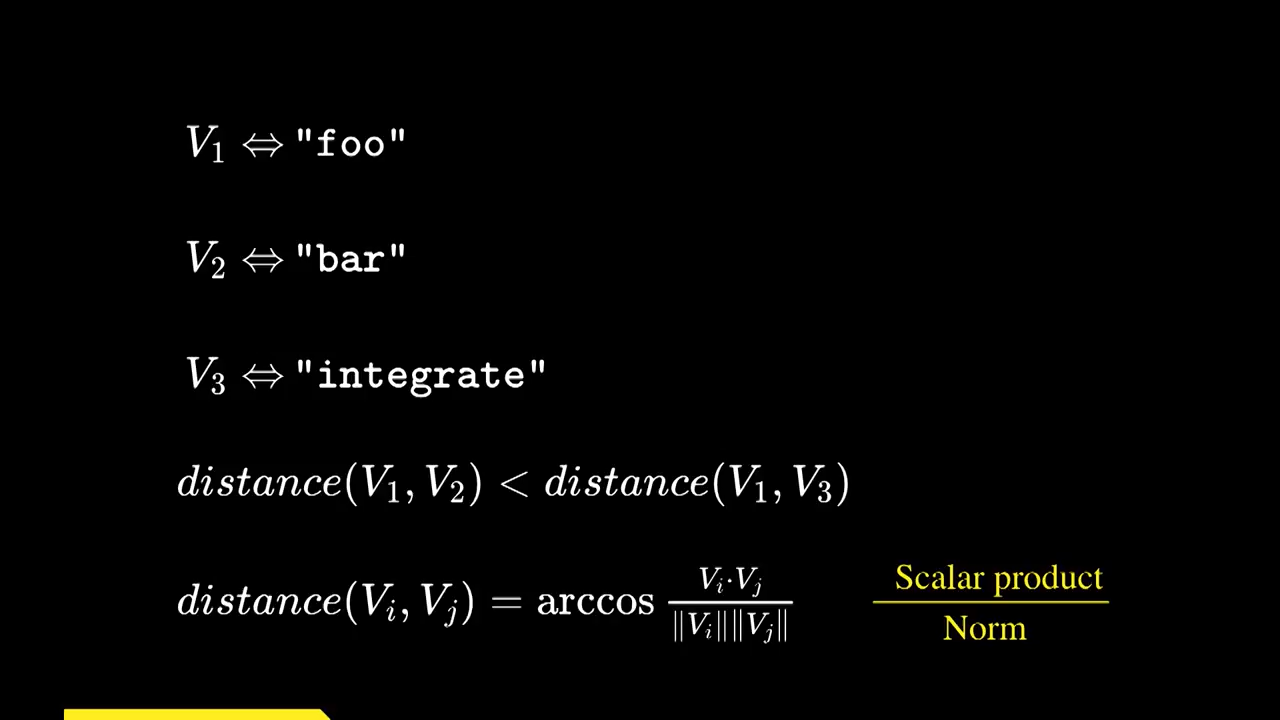 V₁ ⇔ "foo"
V₂ ⇔ "bar"
V₃ ⇔ "integrate"
distance(V₁, V₂) < distance(V₁, V₃)
distance(Vᵢ, Vⱼ) = arccos Vᵢ·Vⱼ / ‖Vᵢ‖‖Vⱼ‖
Scalar product
Norm